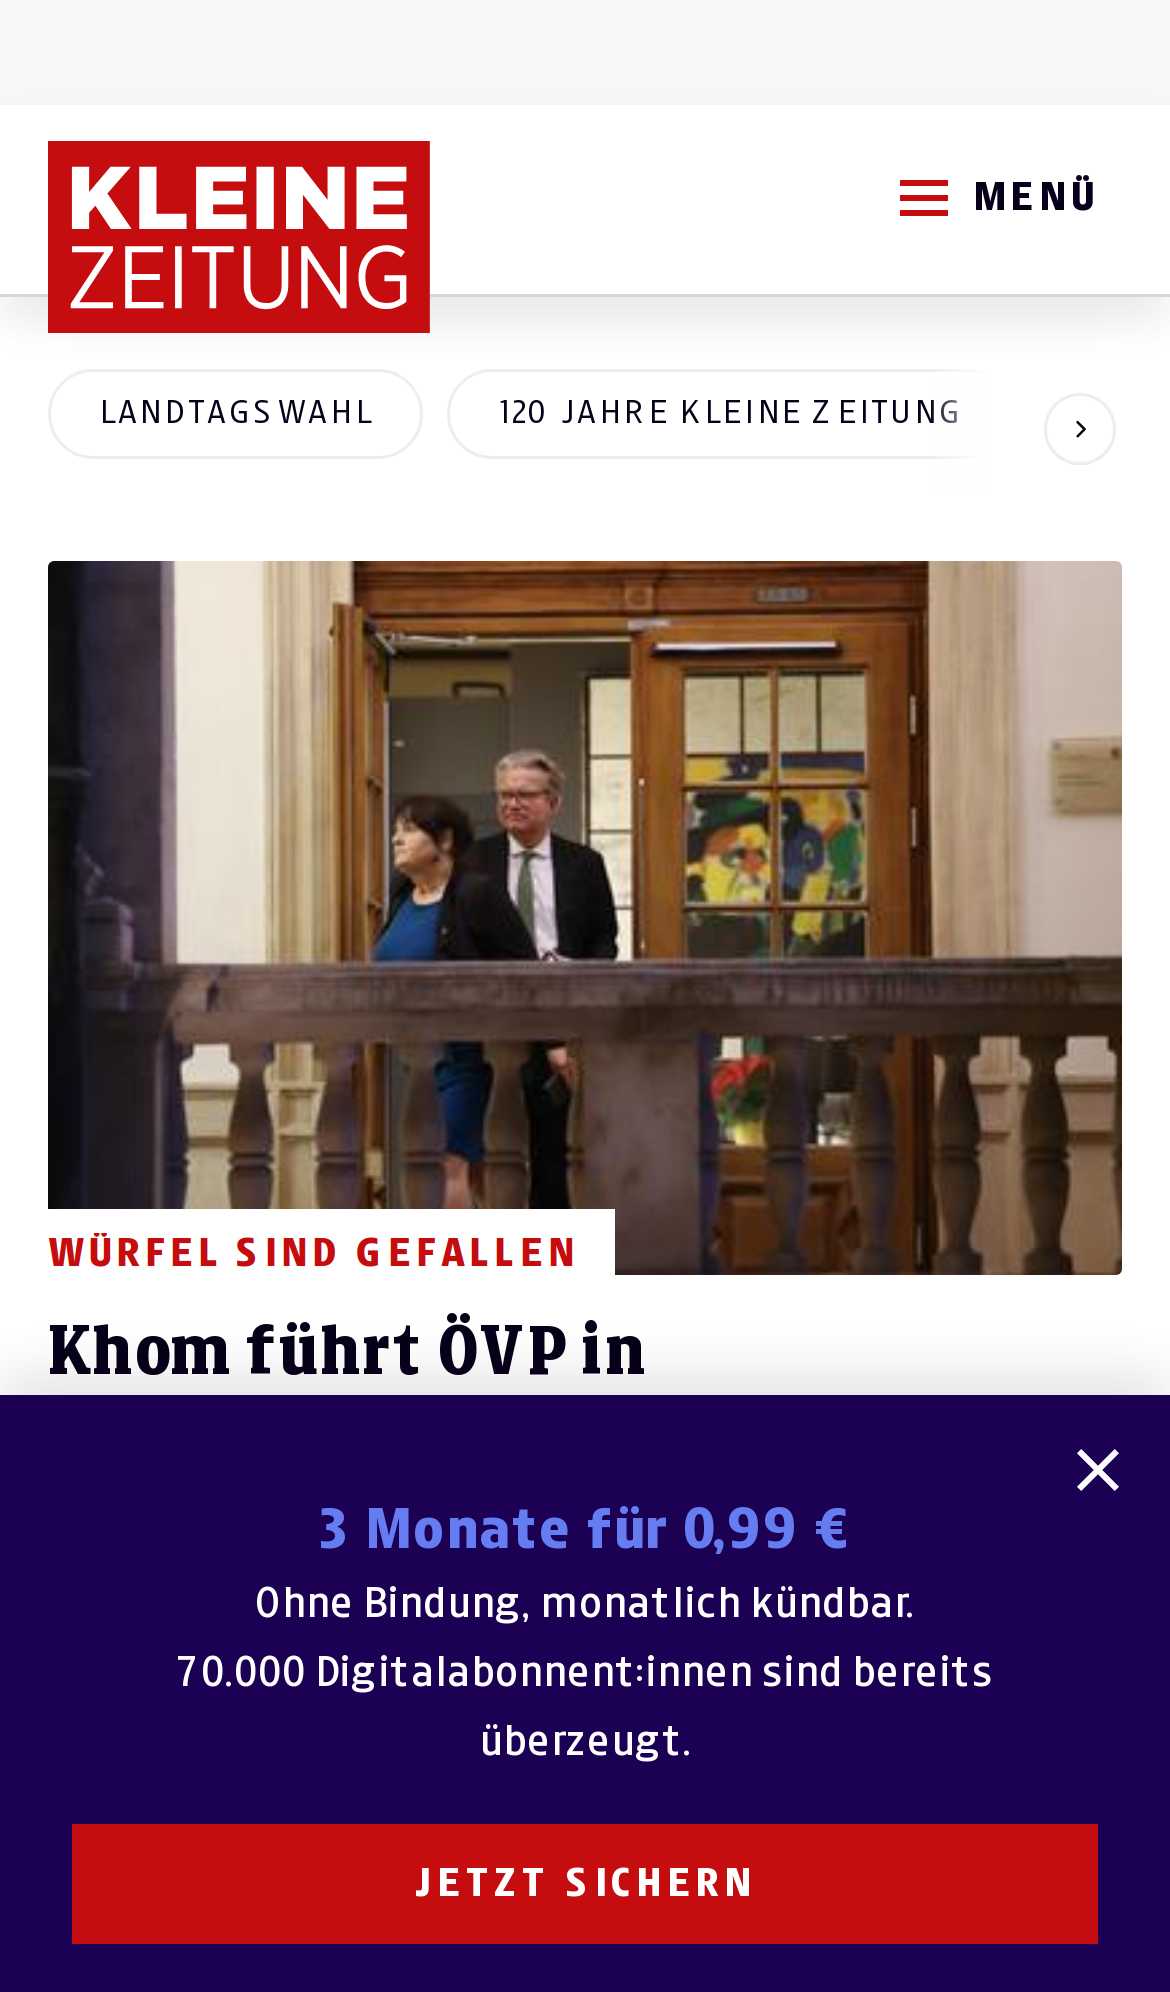 KLEINE
ZEITUNG
MENÜ
LANDTAGSWAHL
120 JAHRE KLEINE ZEITUNG
WÜRFEL SIND GEFALLEN
Khom führt ÖVP in
3 Monate für 0,99 €
Ohne Bindung, monatlich kündbar.
70.000 Digitalabonnent:innen sind bereits
überzeugt.
JETZT SICHERN